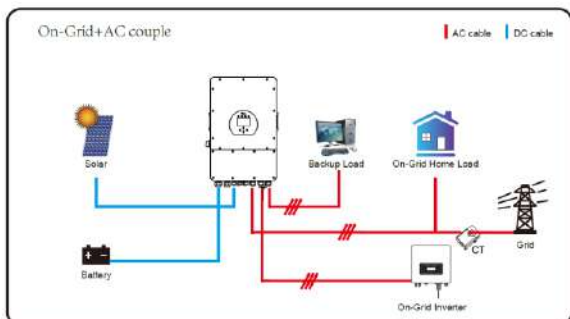 On-Grid+AC couple
AC cable
DC cable
Solar
Backup Load
On-Grid Home Load
CT
Grid
Battery
On-Grid Inverter